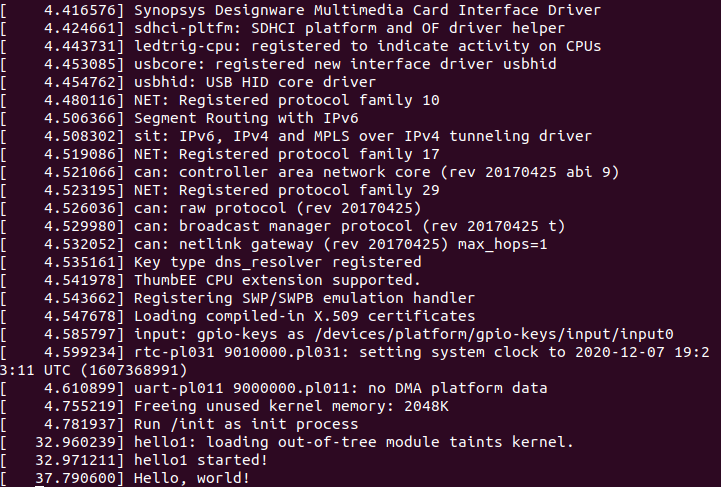 [    4.416576] Synopsys Designware Multimedia Card Interface Driver
[    4.424661] sdhci-pltfm: SDHCI platform and OF driver helper
[    4.443731] ledtrig-cpu: registered to indicate activity on CPUs
[    4.453085] usbcore: registered new interface driver usbhid
[    4.454762] usbhid: USB HID core driver
[    4.480116] NET: Registered protocol family 10
[    4.506366] Segment Routing with IPv6
[    4.508302] sit: IPv6, IPv4 and MPLS over IPv4 tunneling driver
[    4.519086] NET: Registered protocol family 17
[    4.521066] can: controller area network core (rev 20170425 abi 9)
[    4.523195] NET: Registered protocol family 29
[    4.526036] can: raw protocol (rev 20170425)
[    4.529980] can: broadcast manager protocol (rev 20170425 t)
[    4.532052] can: netlink gateway (rev 20170425) max_hops=1
[    4.535161] Key type dns_resolver registered
[    4.541978] ThumbEE CPU extension supported.
[    4.543662] Registering SWP/SWPB emulation handler
[    4.547678] Loading compiled-in X.509 certificates
[    4.585797] input: gpio-keys as /devices/platform/gpio-keys/input/input0
[    4.599234] rtc-pl031 9010000.pl031: setting system clock to 2020-12-07 19:2
3:11 UTC (1607368991)
[    4.610899] uart-pl011 9000000.pl011: no DMA platform data
[    4.755219] Freeing unused kernel memory: 2048K
[    4.781937] Run /init as init process
[   32.960239] hello1: loading out-of-tree module taints kernel.
[   32.971211] hello1 started!
[   37.790600] Hello, world!